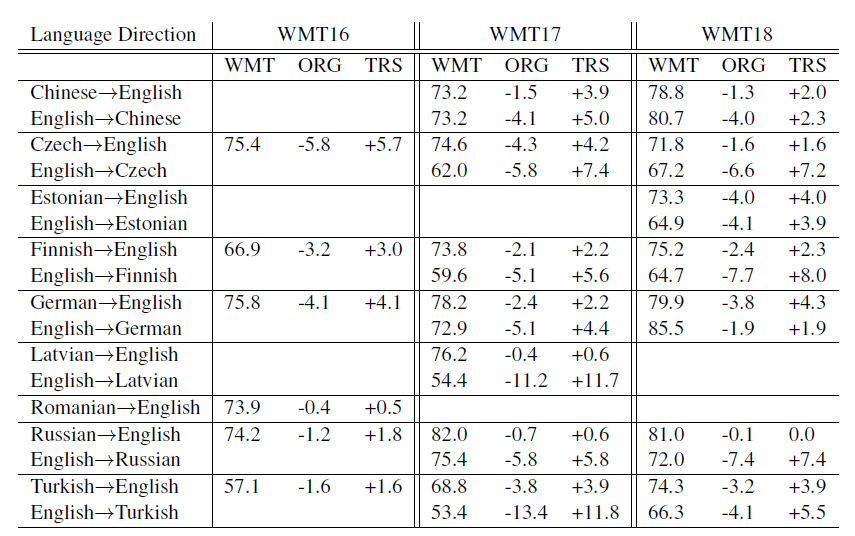 Language Direction WMT16 WMT17 WMT18
WMT ORG TRS WMT ORG TRS WMT ORG TRS
Chinese→English 73.2 -1.5 +3.9 78.8 -1.3 +2.0
English→Chinese 73.2 -4.1 +5.0 80.7 -4.0 +2.3
Czech→English 75.4 -5.8 +5.7 74.6 -4.3 +4.2 71.8 -1.6 +1.6
English→Czech 62.0 -5.8 +7.4 67.2 -6.6 +7.2
Estonian→English 73.3 -4.0 +4.0
English→Estonian 64.9 -4.1 +3.9
Finnish→English 66.9 -3.2 +3.0 73.8 -2.1 +2.2 75.2 -2.4 +2.3
English→Finnish 59.6 -5.1 +5.6 64.7 -7.7 +8.0
German→English 75.8 -4.1 +4.1 78.2 -2.4 +2.2 79.9 -3.8 +4.3
English→German 72.9 -5.1 +4.4 85.5 -1.9 +1.9
Latvian→English 76.2 -0.4 +0.6
English→Latvian 54.4 -11.2 +11.7
Romanian→English 73.9 -0.4 +0.5
Russian→English 74.2 -1.2 +1.8 82.0 -0.7 +0.6 81.0 -0.1 0.0
English→Russian 75.4 -5.8 +5.8 72.0 -7.4 +7.4
Turkish→English 57.1 -1.6 +1.6 68.8 -3.8 +3.9 74.3 -3.2 +3.9
English→Turkish 53.4 -13.4 +11.8 66.3 -4.1 +5.5